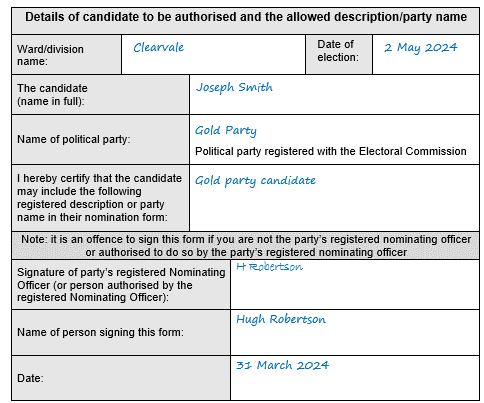 Details of candidate to be authorised and the allowed description/party name
Ward/division name:
Clearvale
Date of election:
2 May 2024
The candidate
(name in full):
Joseph Smith
Name of political party:
Gold Party
Political party registered with the Electoral Commission
I hereby certify that the candidate
may include the following
registered description or party
name in their nomination form:
Gold party candidate
Note: it is an offence to sign this form if you are not the party's registered nominating officer
or authorised to do so by the party's registered nominating officer
Signature of party's registered Nominating
Officer (or person authorised by the
registered Nominating Officer):
H Robertson
Name of person signing this form:
Hugh Robertson
Date:
31 March 2024